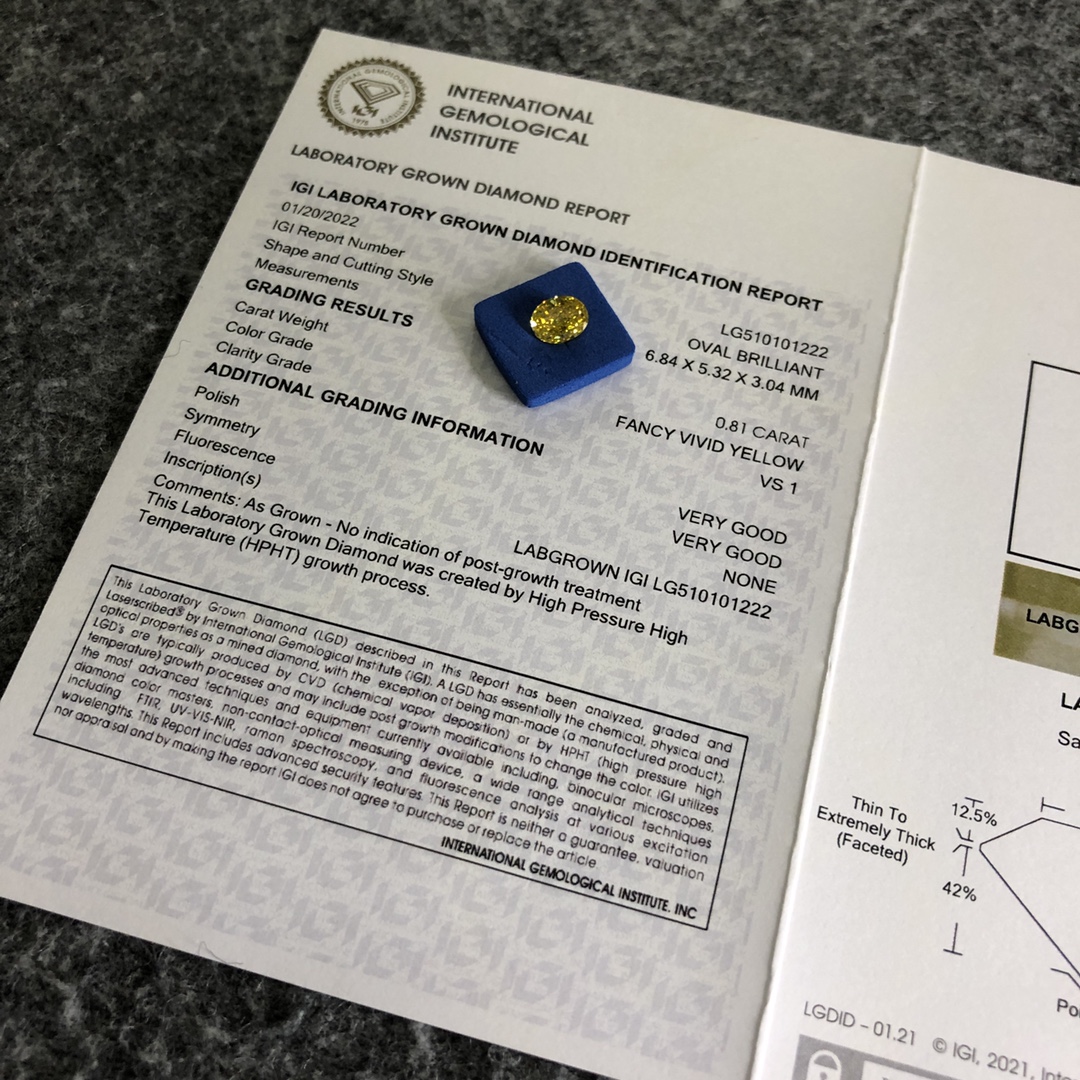 INTERNATIONAL GEMOLOGICAL INSTITUTE
1975
INTERNATIONAL
GEMOLOGICAL
INSTITUTE
LABORATORY GROWN DIAMOND REPORT
IGI LABORATORY GROWN DIAMOND IDENTIFICATION REPORT
01/20/2022
IGI Report Number LG510101222
Shape and Cutting Style OVAL BRILLIANT
Measurements 6.84 X 5.32 X 3.04 MM
GRADING RESULTS
Carat Weight 0.81 CARAT
Color Grade FANCY VIVID YELLOW
Clarity Grade VS 1
ADDITIONAL GRADING INFORMATION
Polish VERY GOOD
Symmetry VERY GOOD
Fluorescence NONE
Inscription(s) LABGROWN IGI LG510101222
Comments: As Grown - No indication of post-growth treatment
This Laboratory Grown Diamond was created by High Pressure High
Temperature (HPHT) growth process.
This Laboratory Grown Diamond (LGD) described in this Report has been analyzed, graded and
Laserscribed® by International Gemological Institute (IGI). A LGD has essentially the chemical, physical and
optical properties as a mined diamond, with the exception of being man-made (a manufactured product).
LGD's are typically produced by CVD (chemical vapor deposition) or by HPHT (high pressure high
temperature) growth processes and may include post growth modifications to change the color. IGI utilizes
the most advanced techniques and equipment currently available including, binocular microscopes,
diamond color masters, non-contact-optical measuring device, a wide range analytical techniques
including FTIR, UV-VIS-NIR, raman spectroscopy, and fluorescence analysis at various excitation
wavelengths. This Report includes advanced security features. This Report is neither a guarantee, valuation
nor appraisal and by making the report IGI does not agree to purchase or replace the article.
INTERNATIONAL GEMOLOGICAL INSTITUTE, INC
LABG
LA
Sa
Thin To
Extremely Thick
(Faceted)
12.5%
42%
Po
LGDID - 01.21 © IGI, 2021, Inte